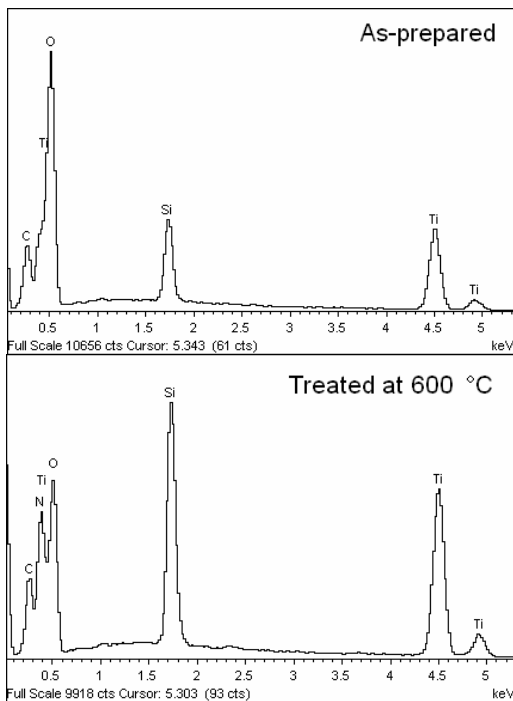 As-prepared
O
Ti
C
Si
Ti
Ti
0.5 1 1.5 2 2.5 3 3.5 4 4.5 5
Full Scale 10656 cts Cursor: 5.343 (61 cts) keV
Treated at 600 °C
Si
Ti
N
O
C
Ti
Ti
0.5 1 1.5 2 2.5 3 3.5 4 4.5 5
Full Scale 9918 cts Cursor: 5.303 (93 cts) keV